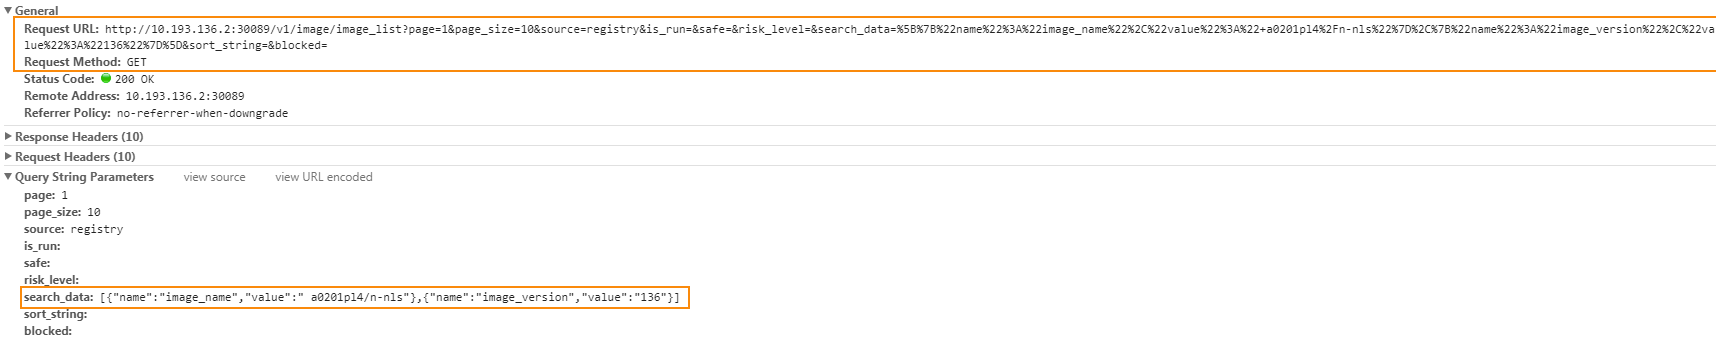 General
Request URL: http://10.193.136.2:30089/v1/image/image_list?page=1&page_size=10&source=registry&is_run=&safe=&risk_level=&search_data=%5B%7B%22name%22%3A%22image_name%22%2C%22value%22%3A%22+a0201pl4%2Fn-nls%22%7D%2C%7B%22name%22%3A%22image_version%22%2C%22va
lue%22%3A%22136%22%7D%5D&sort_string=&blocked=
Request Method: GET
Status Code: 200 OK
Remote Address: 10.193.136.2:30089
Referrer Policy: no-referrer-when-downgrade
Response Headers (10)
Request Headers (10)
Query String Parameters view source view URL encoded
page: 1
page_size: 10
source: registry
is_run:
safe:
risk_level:
search_data: [{"name":"image_name","value":" a0201pl4/n-nls"},{"name":"image_version","value":"136"}]
sort_string:
blocked: